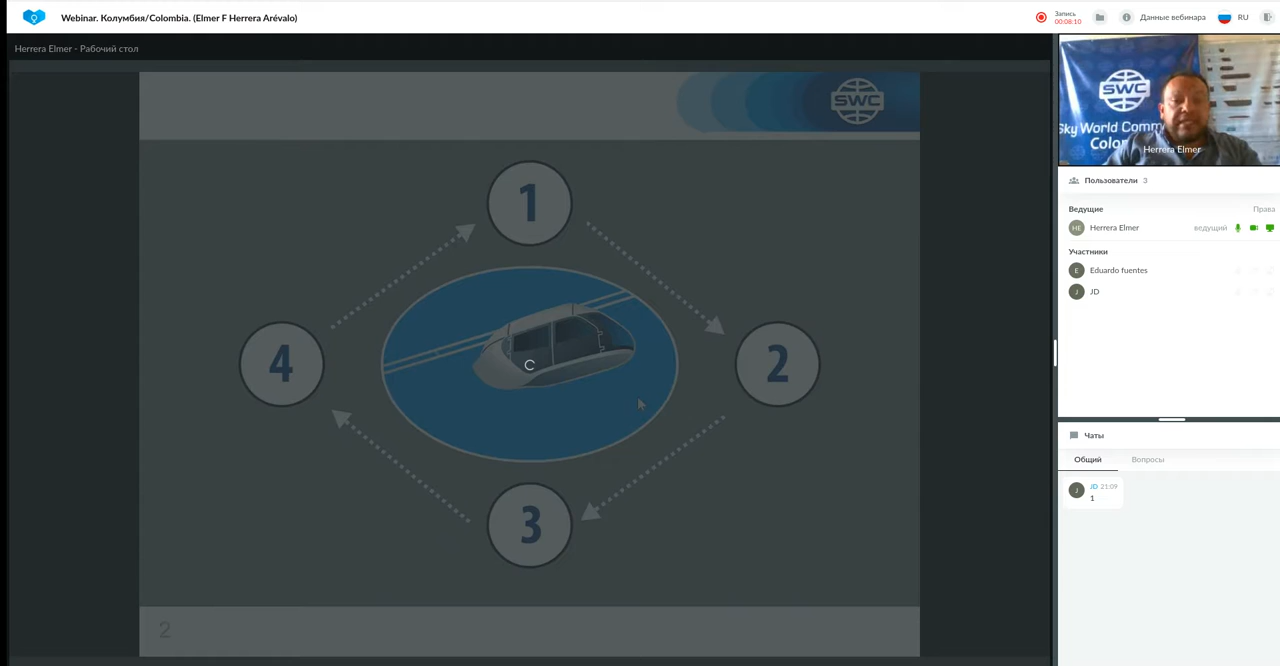 Webinar. Колумбия/Colombia. (Elmer F Herrera Arévalo)
Запись
00:08:10
Данные вебинара
RU
Herrera Elmer - Рабочий стол
SWC
1
2
3
4
2
SWC
Sky World Comm
Colo
Herrera Elmer
Пользователи 3
Ведущие Права
HE Herrera Elmer ведущий
Участники
E Eduardo fuentes
J JD
Чаты
Общий Вопросы
J JD 21:09
1